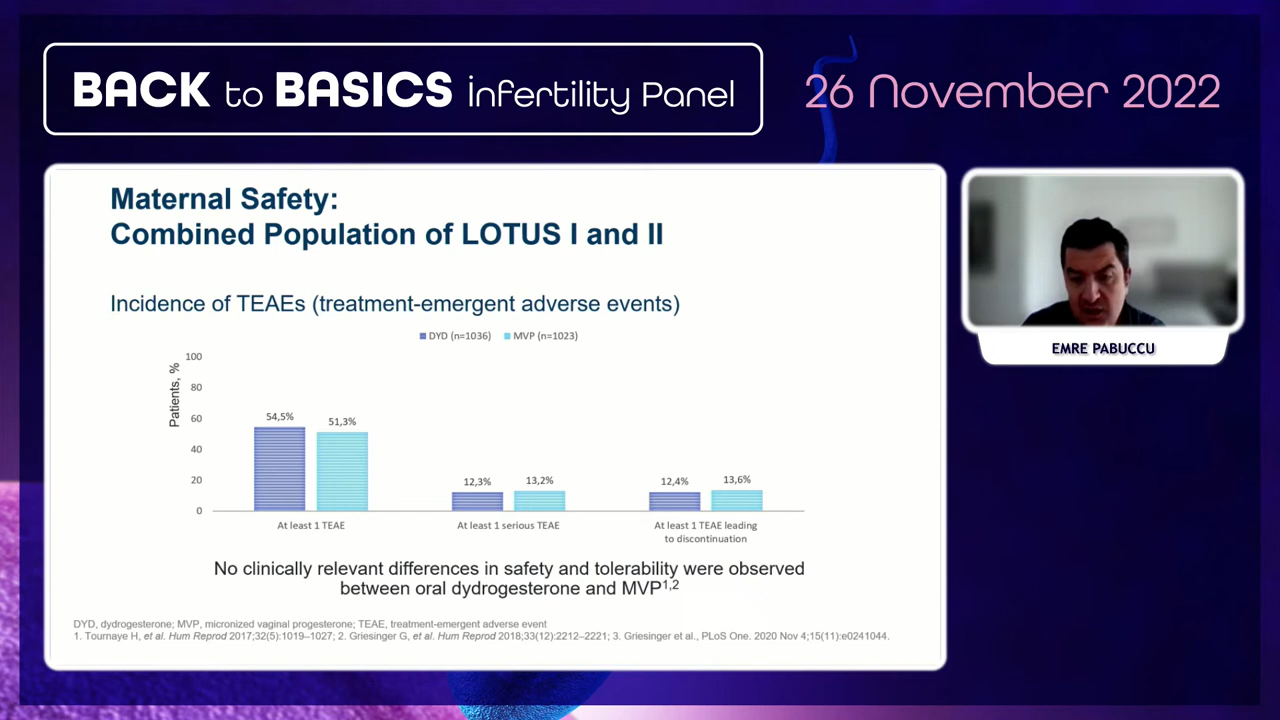 BACK to BASICS infertility Panel
26 November 2022
Maternal Safety:
Combined Population of LOTUS I and II
Incidence of TEAEs (treatment-emergent adverse events)
DYD (n=1036) MVP (n=1023)
Patients, %
100
80
60
40
20
0
54,5%
51,3%
12,3%
13,2%
12,4%
13,6%
At least 1 TEAE
At least 1 serious TEAE
At least 1 TEAE leading
to discontinuation
No clinically relevant differences in safety and tolerability were observed
between oral dydrogesterone and MVP1,2
DYD, dydrogesterone; MVP, micronized vaginal progesterone; TEAE, treatment-emergent adverse event
1. Tournaye H, et al. Hum Reprod 2017;32(5):1019–1027; 2. Griesinger G, et al. Hum Reprod 2018;33(12):2212–2221; 3. Griesinger et al., PLoS One. 2020 Nov 4;15(11):e0241044.
EMRE PABUCCU